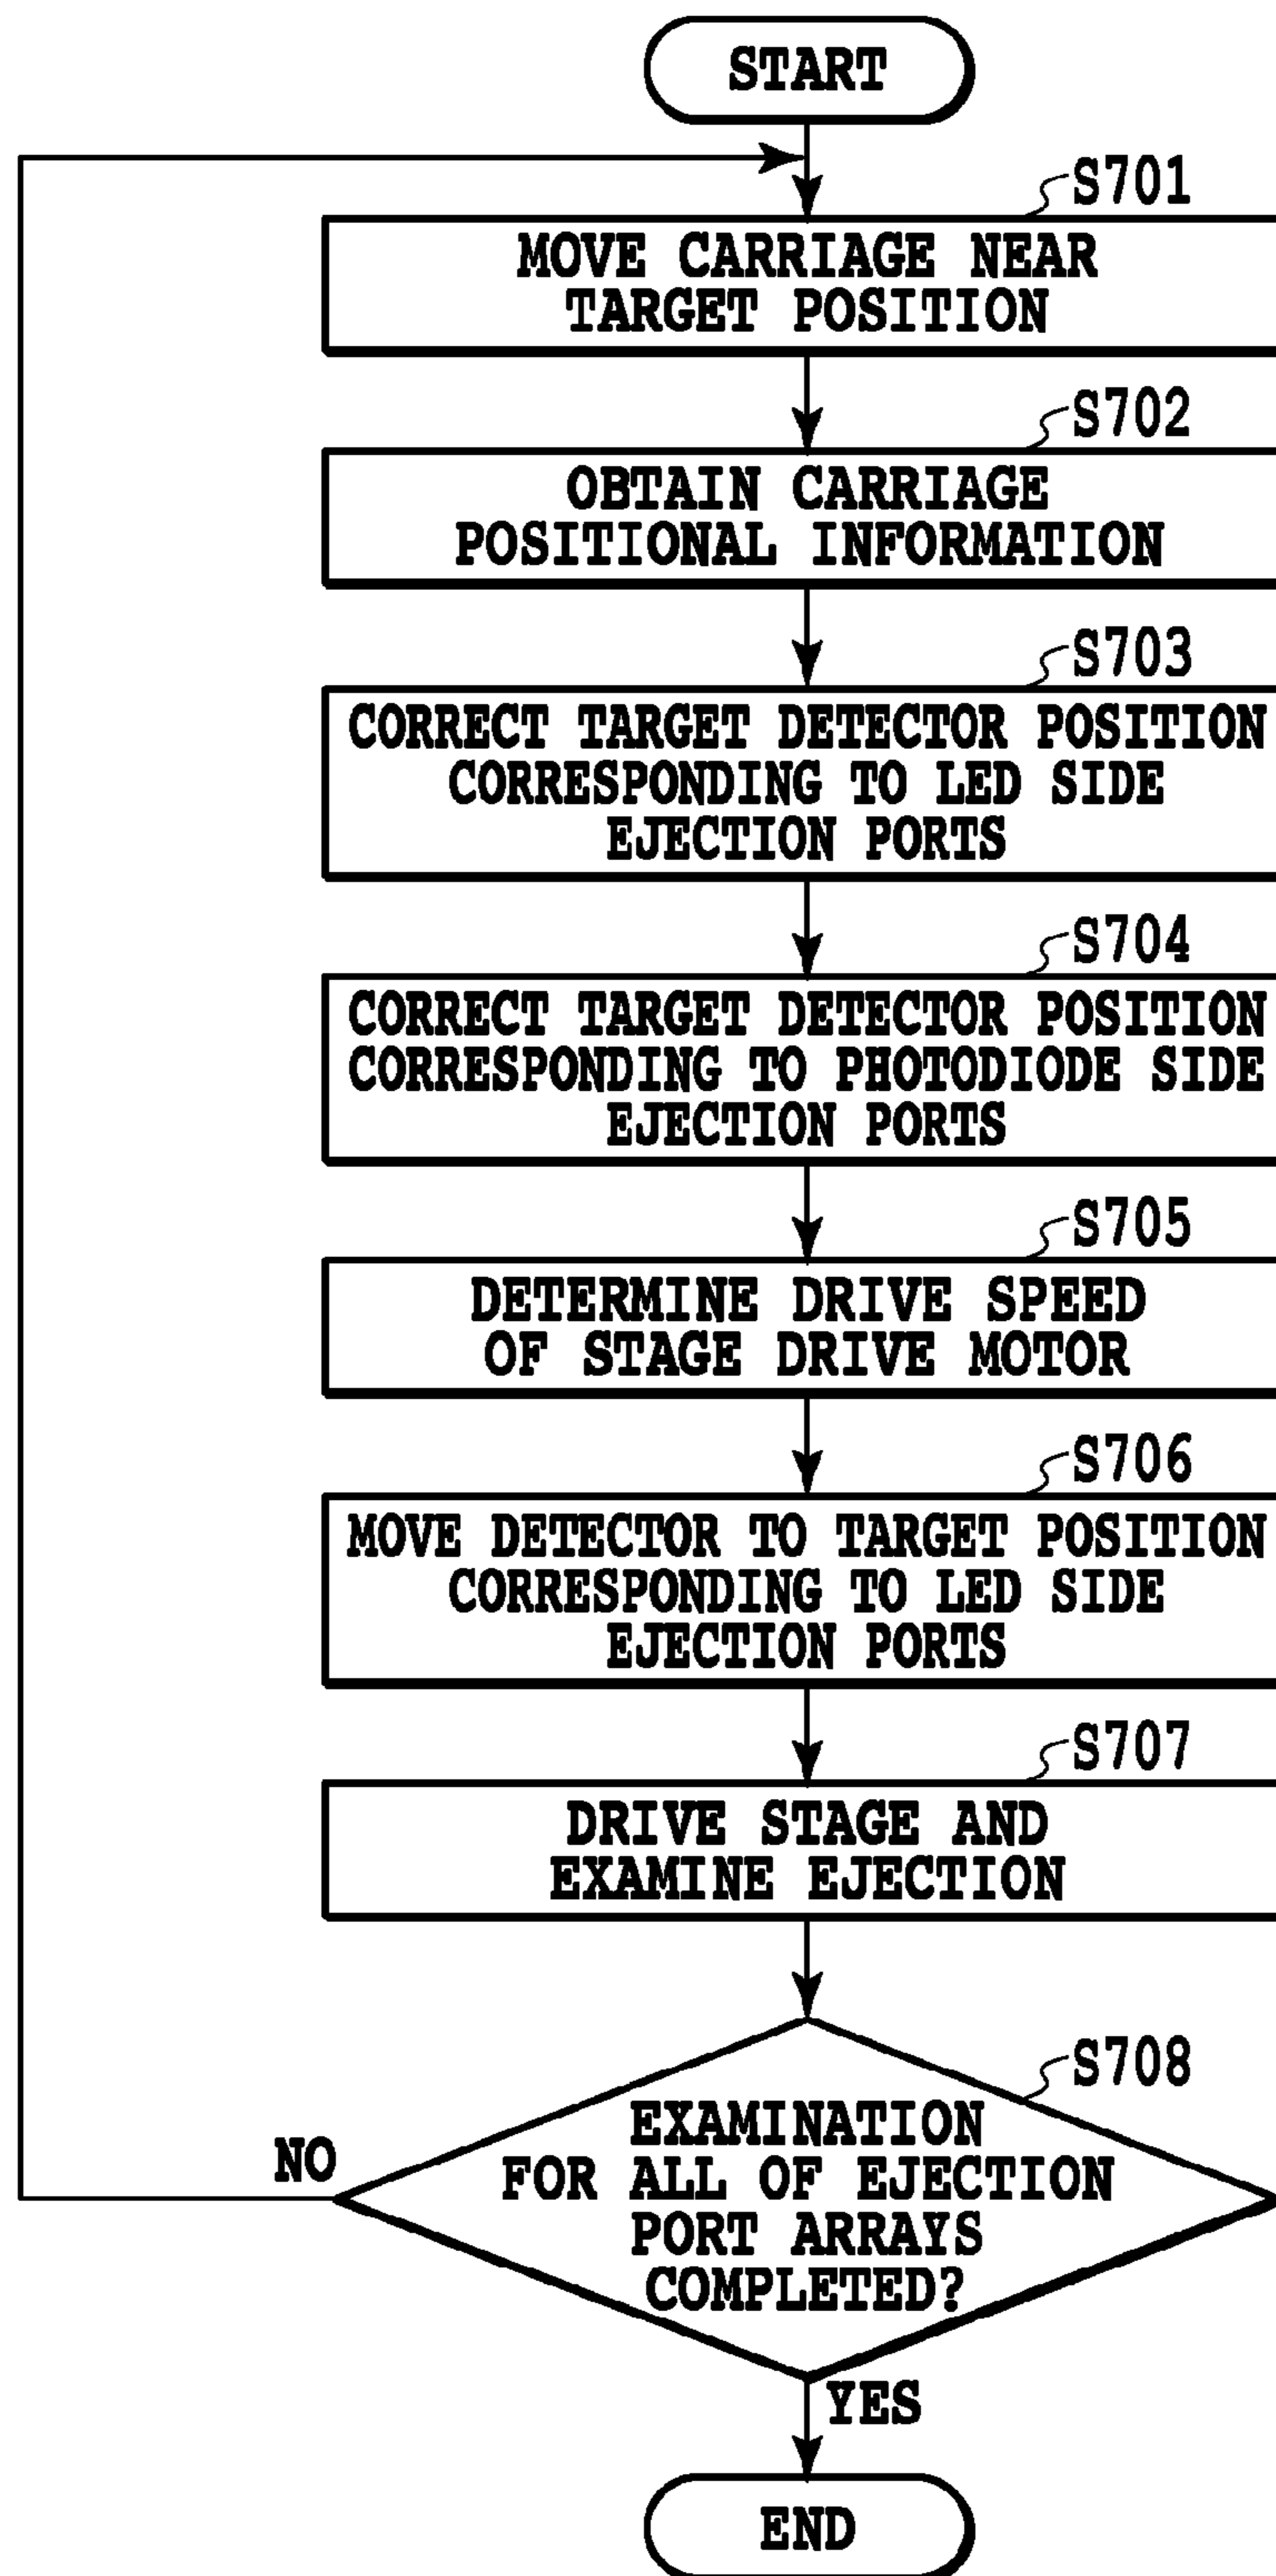 START
S701
MOVE CARRIAGE NEAR
TARGET POSITION
S702
OBTAIN CARRIAGE
POSITIONAL INFORMATION
S703
CORRECT TARGET DETECTOR POSITION
CORRESPONDING TO LED SIDE
EJECTION PORTS
S704
CORRECT TARGET DETECTOR POSITION
CORRESPONDING TO PHOTODIODE SIDE
EJECTION PORTS
S705
DETERMINE DRIVE SPEED
OF STAGE DRIVE MOTOR
S706
MOVE DETECTOR TO TARGET POSITION
CORRESPONDING TO LED SIDE
EJECTION PORTS
S707
DRIVE STAGE AND
EXAMINE EJECTION
S708
EXAMINATION
FOR ALL OF EJECTION
PORT ARRAYS
COMPLETED?
NO
YES
END